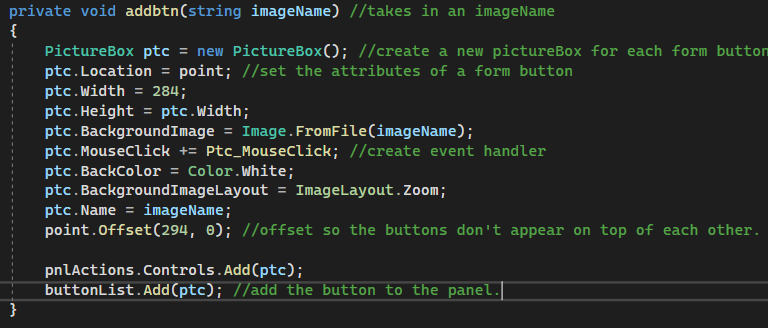 private void addbtn(string imageName) //takes in an imageName
{
PictureBox ptc = new PictureBox(); //create a new pictureBox for each form button
ptc.Location = point; //set the attributes of a form button
ptc.Width = 284;
ptc.Height = ptc.Width;
ptc.BackgroundImage = Image.FromFile(imageName);
ptc.MouseClick += Ptc_MouseClick; //create event handler
ptc.BackColor = Color.White;
ptc.BackgroundImageLayout = ImageLayout.Zoom;
ptc.Name = imageName;
point.Offset(294, 0); //offset so the buttons don't appear on top of each other.
pnlActions.Controls.Add(ptc);
buttonList.Add(ptc); //add the button to the panel.
}